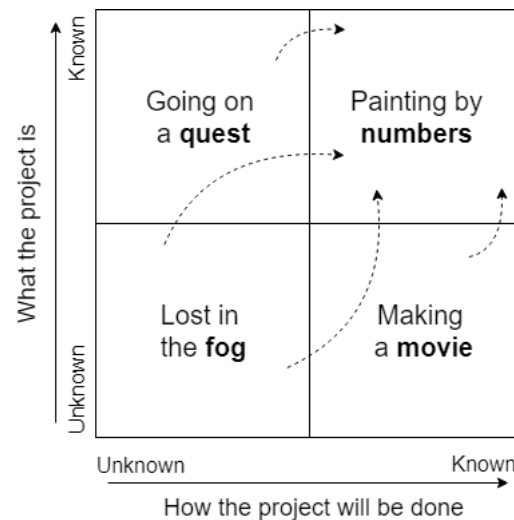 What the project is
Known
Unknown
Going on
a quest
Painting by
numbers
Lost in
the fog
Making
a movie
Unknown
Known
How the project will be done